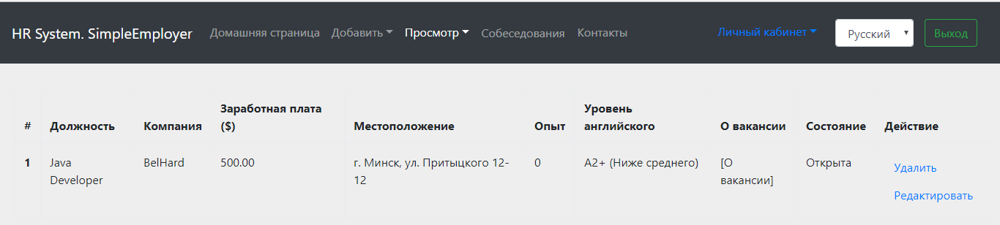 HR System. SimpleEmployer Домашняя страница Добавить Просмотр Собеседования Контакты Личный кабинет Русский Выход
# Должность Компания Заработная плата ($) Местоположение Опыт Уровень английского О вакансии Состояние Действие
1 Java Developer BelHard 500.00 г. Минск, ул. Притыцкого 12-12 0 A2+ (Ниже среднего) [О вакансии] Открыта Удалить
Редактировать